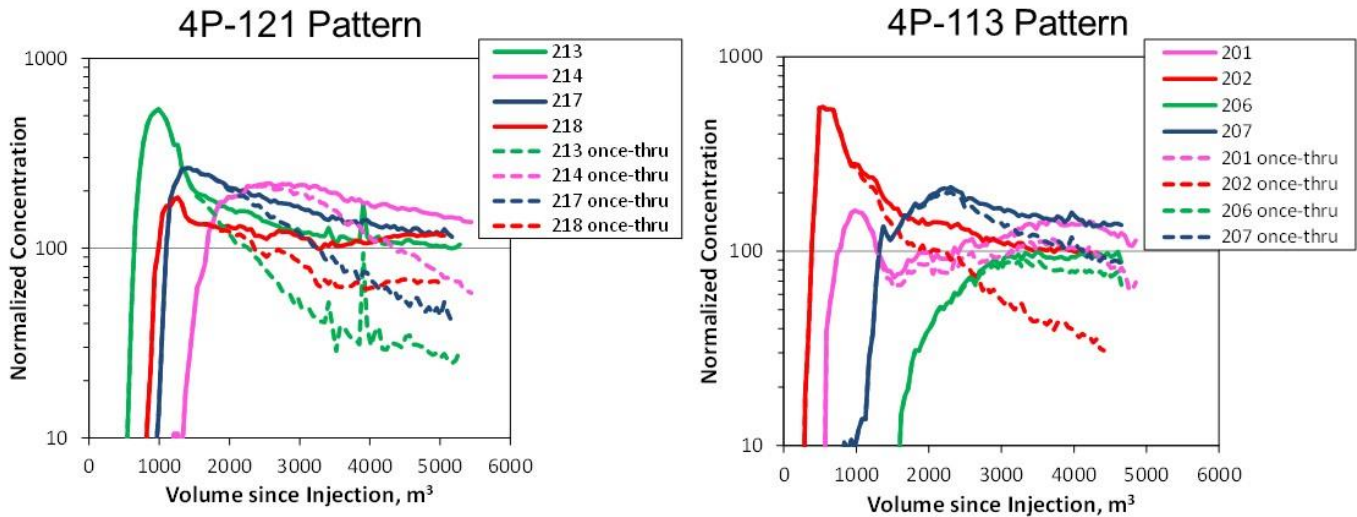 4P-121 Pattern
Normalized Concentration
1000
100
10
0 1000 2000 3000 4000 5000 6000
Volume since Injection, m³
213
214
217
218
213 once-thru
214 once-thru
217 once-thru
218 once-thru
4P-113 Pattern
Normalized Concentration
1000
100
10
0 1000 2000 3000 4000 5000 6000
Volume since Injection, m³
201
202
206
207
201 once-thru
202 once-thru
206 once-thru
207 once-thru